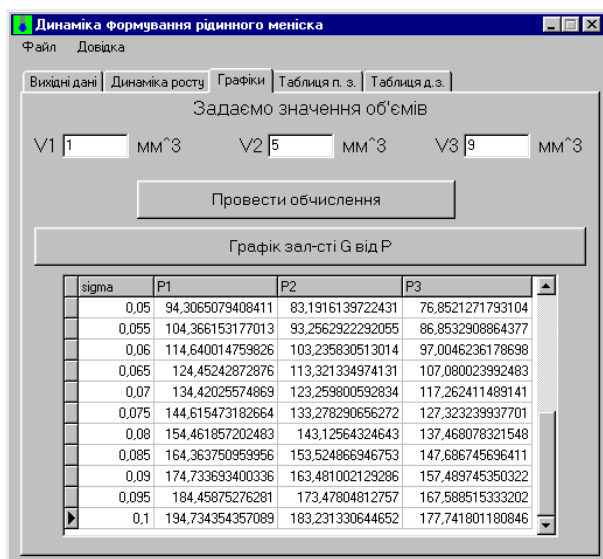 Динаміка формування рідинного меніска
Файл Довідка
Вихідні дані Динаміка росту Графіки Таблиця п. з. Таблиця д.з.
Задаємо значення об'ємів
V1 1 мм^3 V2 5 мм^3 V3 9 мм^3
Провести обчислення
Графік зал-сті G від P
sigma P1 P2 P3
0,05 94,3065079408411 83,1916139722431 76,8521271793104
0,055 104,366153177013 93,2562922292055 86,8532908864377
0,06 114,640014759826 103,235830513014 97,0046236178698
0,065 124,45242872876 113,321334974131 107,080023992483
0,07 134,42025574869 123,259800592834 117,262411489141
0,075 144,615473182664 133,278290656272 127,323239937701
0,08 154,461857202483 143,12564324643 137,468078321548
0,085 164,363750959956 153,524866946753 147,686745696411
0,09 174,733693400336 163,481002129286 157,489745350322
0,095 184,45875276281 173,47804812757 167,588515333202
0,1 194,734354357089 183,231330644652 177,741801180846